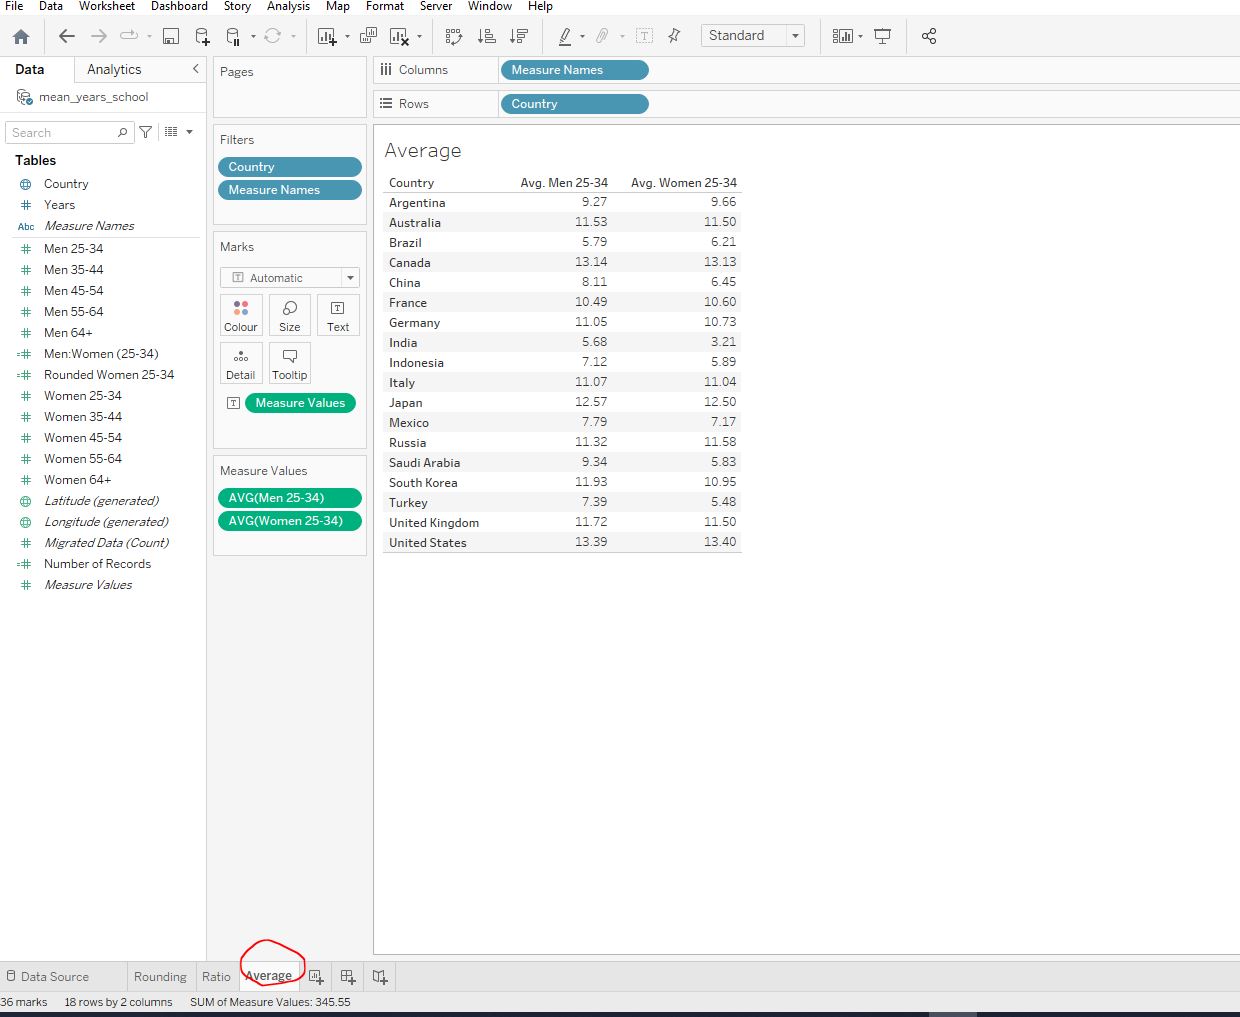 File Data Worksheet Dashboard Story Analysis Map Format Server Window Help
Standard
Data Analytics
mean_years_school
Search
Tables
Country
Years
Abc Measure Names
Men 25-34
Men 35-44
Men 45-54
Men 55-64
Men 64+
Men:Women (25-34)
Rounded Women 25-34
Women 25-34
Women 35-44
Women 45-54
Women 55-64
Women 64+
Latitude (generated)
Longitude (generated)
Migrated Data (Count)
Number of Records
Measure Values
Pages
Filters
Country
Measure Names
Marks
Automatic
Colour Size Text
Detail Tooltip
Measure Values
Measure Values
AVG(Men 25-34)
AVG(Women 25-34)
Columns Measure Names
Rows Country
Average
Country Avg. Men 25-34 Avg. Women 25-34
Argentina 9.27 9.66
Australia 11.53 11.50
Brazil 5.79 6.21
Canada 13.14 13.13
China 8.11 6.45
France 10.49 10.60
Germany 11.05 10.73
India 5.68 3.21
Indonesia 7.12 5.89
Italy 11.07 11.04
Japan 12.57 12.50
Mexico 7.79 7.17
Russia 11.32 11.58
Saudi Arabia 9.34 5.83
South Korea 11.93 10.95
Turkey 7.39 5.48
United Kingdom 11.72 11.50
United States 13.39 13.40
Data Source Rounding Ratio Average
36 marks 18 rows by 2 columns SUM of Measure Values: 345.55